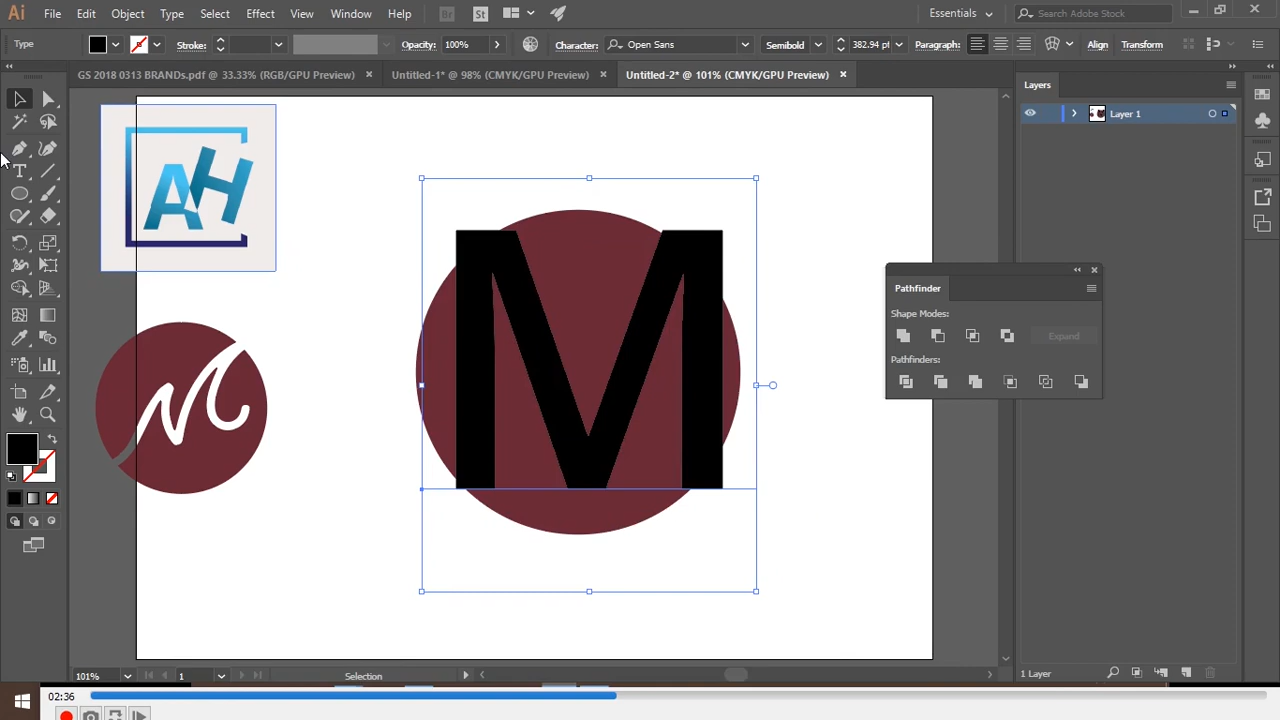 Ai File Edit Object Type Select Effect View Window Help Br St Essentials Search Adobe Stock
Type Stroke: Opacity: 100% Character: Open Sans Semibold 382.94 pt Paragraph: Align Transform
GS 2018 0313 BRANDs.pdf @ 33.33% (RGB/GPU Preview) Untitled-1* @ 98% (CMYK/GPU Preview) Untitled-2* @ 101% (CMYK/GPU Preview)
Layers
Layer 1
AH
M
M
Pathfinder
Shape Modes:
Expand
Pathfinders:
101% 1 Selection 1 Layer
02:36